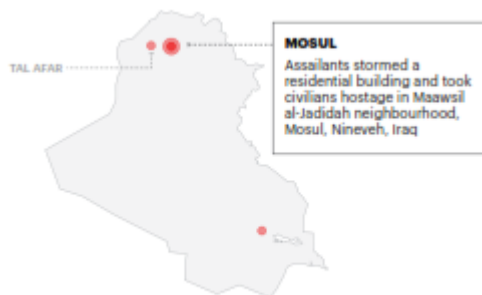 MOSUL
Assailants stormed a
residential building and took
civilians hostage in Maawsil
al-Jadidah neighbourhood,
Mosul, Nineveh, Iraq
TAL AFAR